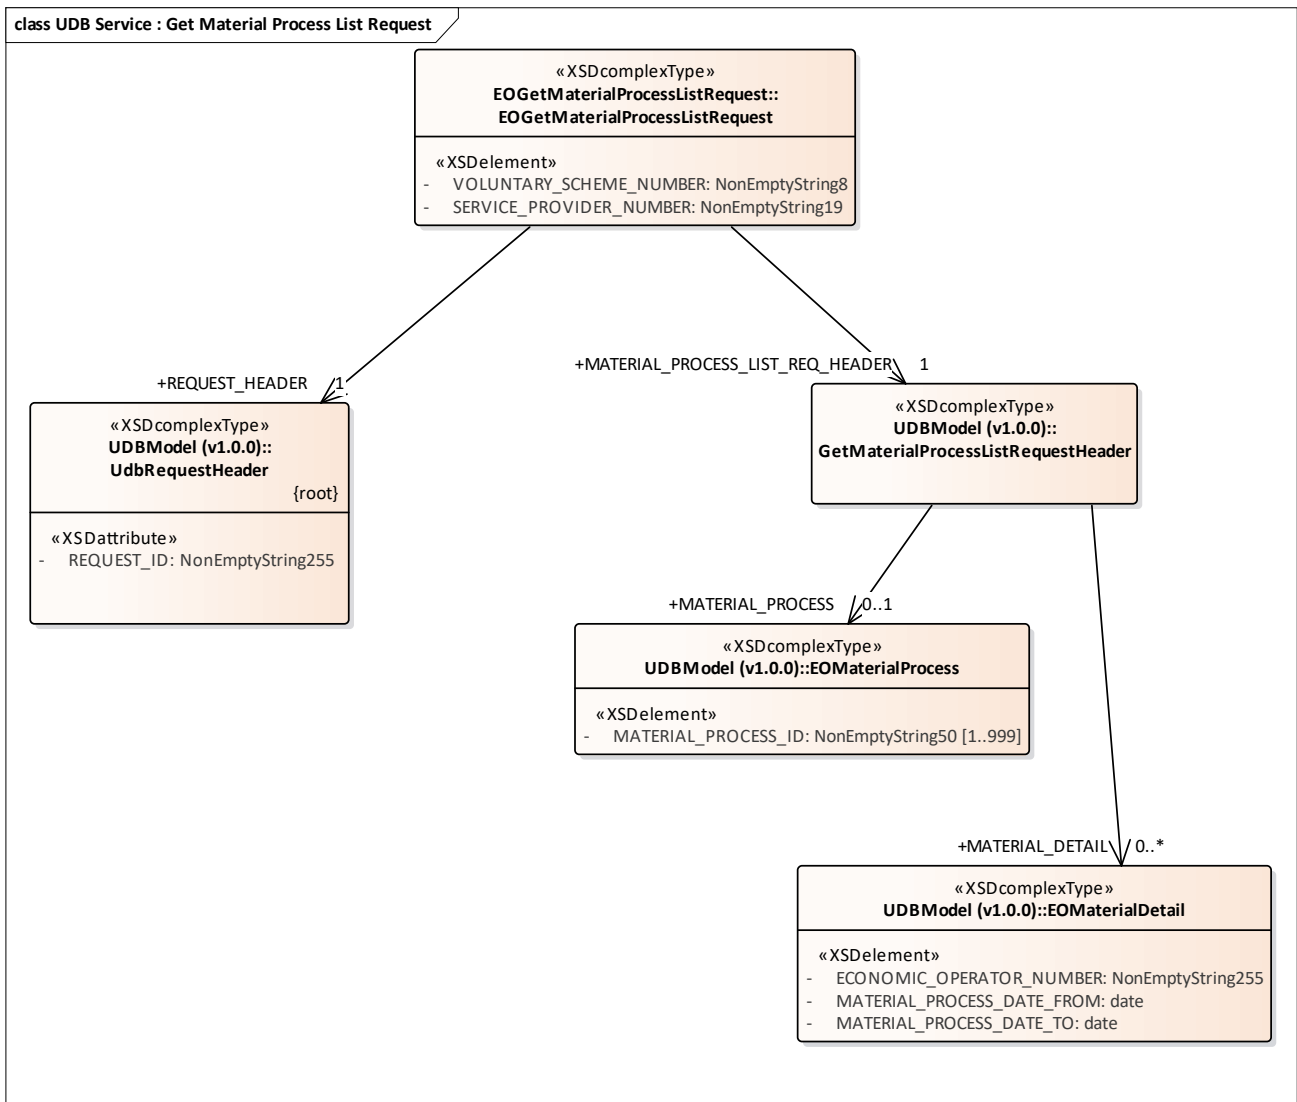 class UDB Service : Get Material Process List Request
«XSDcomplexType»
EOGetMaterialProcessListRequest::
EOGetMaterialProcessListRequest
«XSDelement»
- VOLUNTARY_SCHEME_NUMBER: NonEmptyString8
- SERVICE_PROVIDER_NUMBER: NonEmptyString19
+MATERIAL_PROCESS_LIST_REQ_HEADER 1
+REQUEST_HEADER 1
«XSDcomplexType»
UDBModel (v1.0.0)::
UdbRequestHeader
{root}
«XSDattribute»
- REQUEST_ID: NonEmptyString255
«XSDcomplexType»
UDBModel (v1.0.0)::
GetMaterialProcessListRequestHeader
+MATERIAL_PROCESS 0..1
«XSDcomplexType»
UDBModel (v1.0.0)::EOMaterialProcess
«XSDelement»
- MATERIAL_PROCESS_ID: NonEmptyString50 [1..999]
+MATERIAL_DETAIL 0..*
«XSDcomplexType»
UDBModel (v1.0.0)::EOMaterialDetail
«XSDelement»
- ECONOMIC_OPERATOR_NUMBER: NonEmptyString255
- MATERIAL_PROCESS_DATE_FROM: date
- MATERIAL_PROCESS_DATE_TO: date